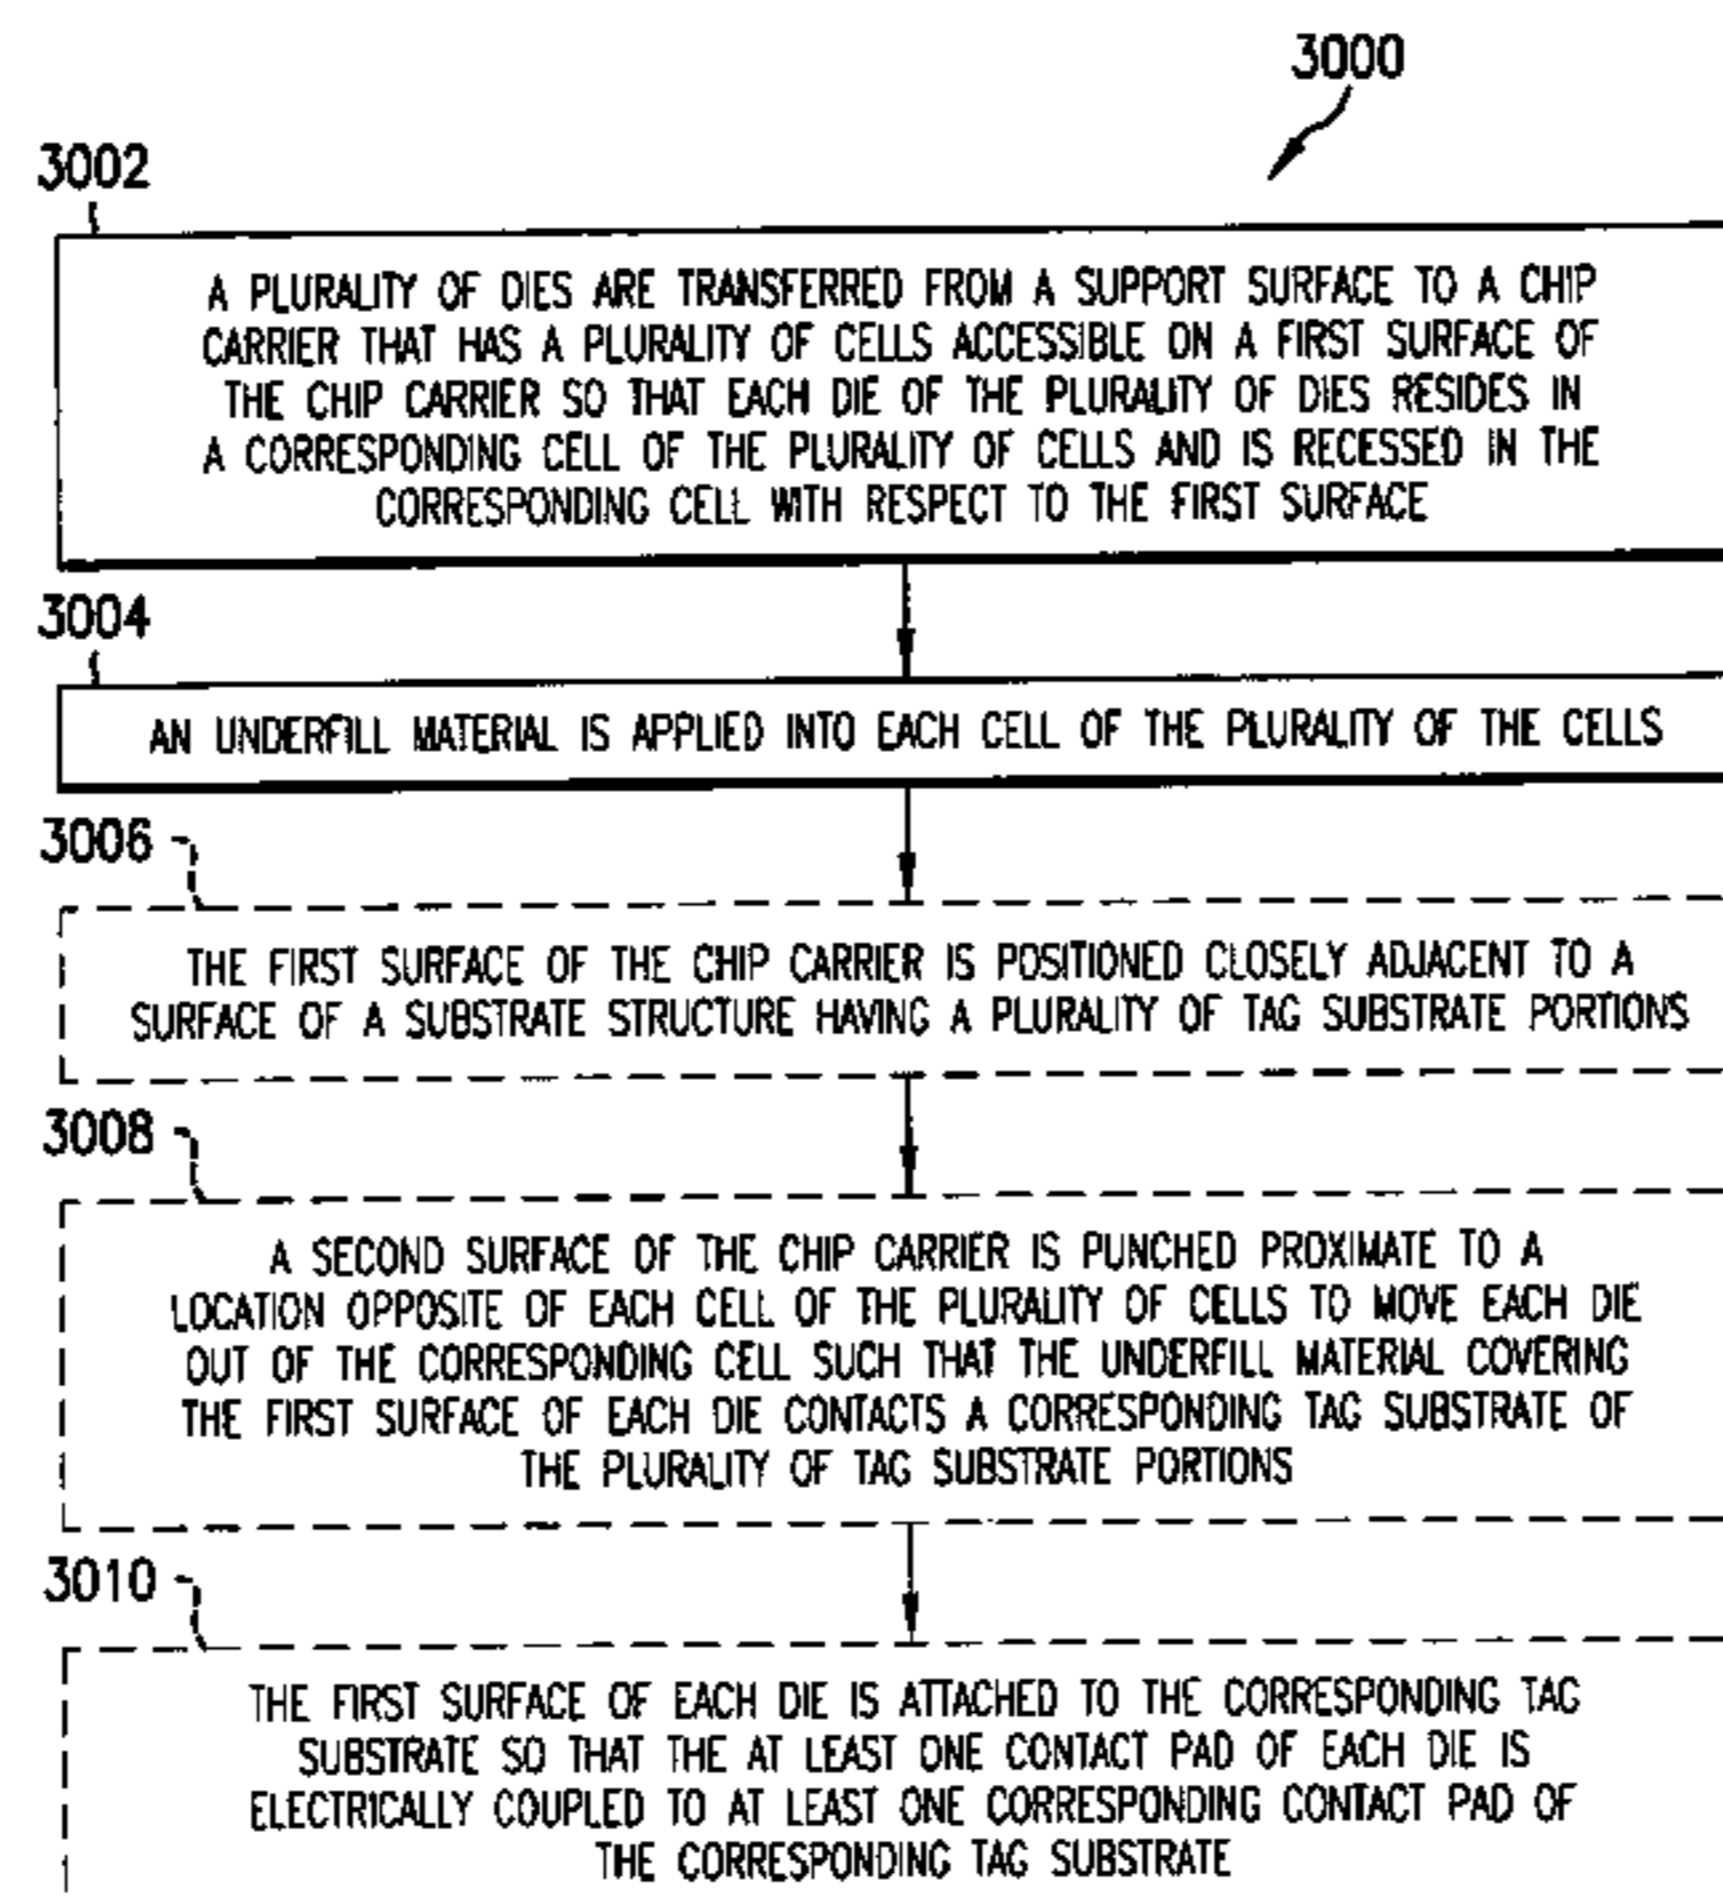 3000
3002
A PLURALITY OF DIES ARE TRANSFERRED FROM A SUPPORT SURFACE TO A CHIP
CARRIER THAT HAS A PLURALITY OF CELLS ACCESSIBLE ON A FIRST SURFACE OF
THE CHIP CARRIER SO THAT EACH DIE OF THE PLURALITY OF DIES RESIDES IN
A CORRESPONDING CELL OF THE PLURALITY OF CELLS AND IS RECESSED IN THE
CORRESPONDING CELL WITH RESPECT TO THE FIRST SURFACE
3004
AN UNDERFILL MATERIAL IS APPLIED INTO EACH CELL OF THE PLURALITY OF THE CELLS
3006
THE FIRST SURFACE OF THE CHIP CARRIER IS POSITIONED CLOSELY ADJACENT TO A
SURFACE OF A SUBSTRATE STRUCTURE HAVING A PLURALITY OF TAG SUBSTRATE PORTIONS
3008
A SECOND SURFACE OF THE CHIP CARRIER IS PUNCHED PROXIMATE TO A
LOCATION OPPOSITE OF EACH CELL OF THE PLURALITY OF CELLS TO MOVE EACH DIE
OUT OF THE CORRESPONDING CELL SUCH THAT THE UNDERFILL MATERIAL COVERING
THE FIRST SURFACE OF EACH DIE CONTACTS A CORRESPONDING TAG SUBSTRATE OF
THE PLURALITY OF TAG SUBSTRATE PORTIONS
3010
THE FIRST SURFACE OF EACH DIE IS ATTACHED TO THE CORRESPONDING TAG
SUBSTRATE SO THAT THE AT LEAST ONE CONTACT PAD OF EACH DIE IS
ELECTRICALLY COUPLED TO AT LEAST ONE CORRESPONDING CONTACT PAD OF
THE CORRESPONDING TAG SUBSTRATE